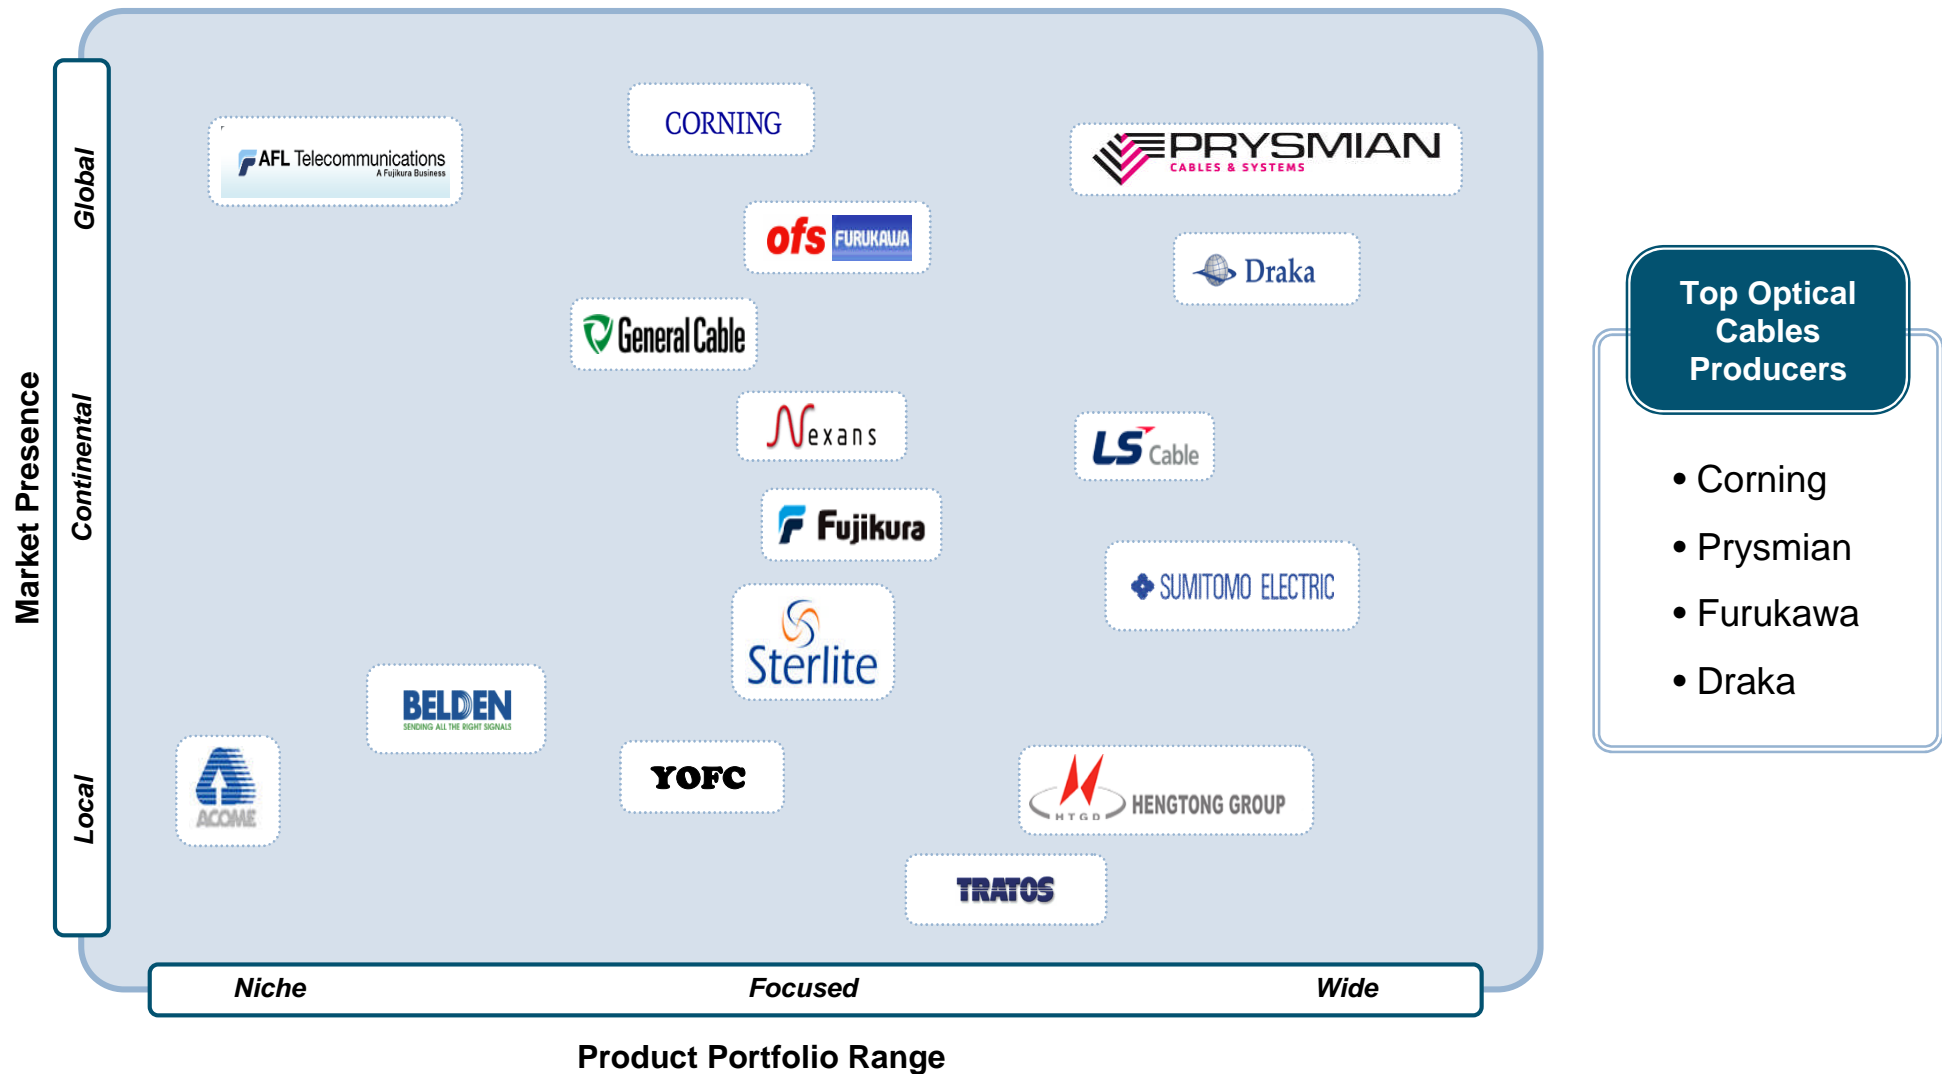 Market Presence
Global
Continental
Local
AFL Telecommunications
A Fujikura Business
CORNING
PRYSMIAN
CABLES & SYSTEMS
ofs FURUKAWA
Draka
General Cable
Nexans
LS Cable
Fujikura
SUMITOMO ELECTRIC
Sterlite
BELDEN
SENDING ALL THE RIGHT SIGNALS
ACOME
YOFC
HTGD
HENGTONG GROUP
TRATOS
Niche
Focused
Wide
Product Portfolio Range
Top Optical
Cables
Producers
• Corning
• Prysmian
• Furukawa
• Draka